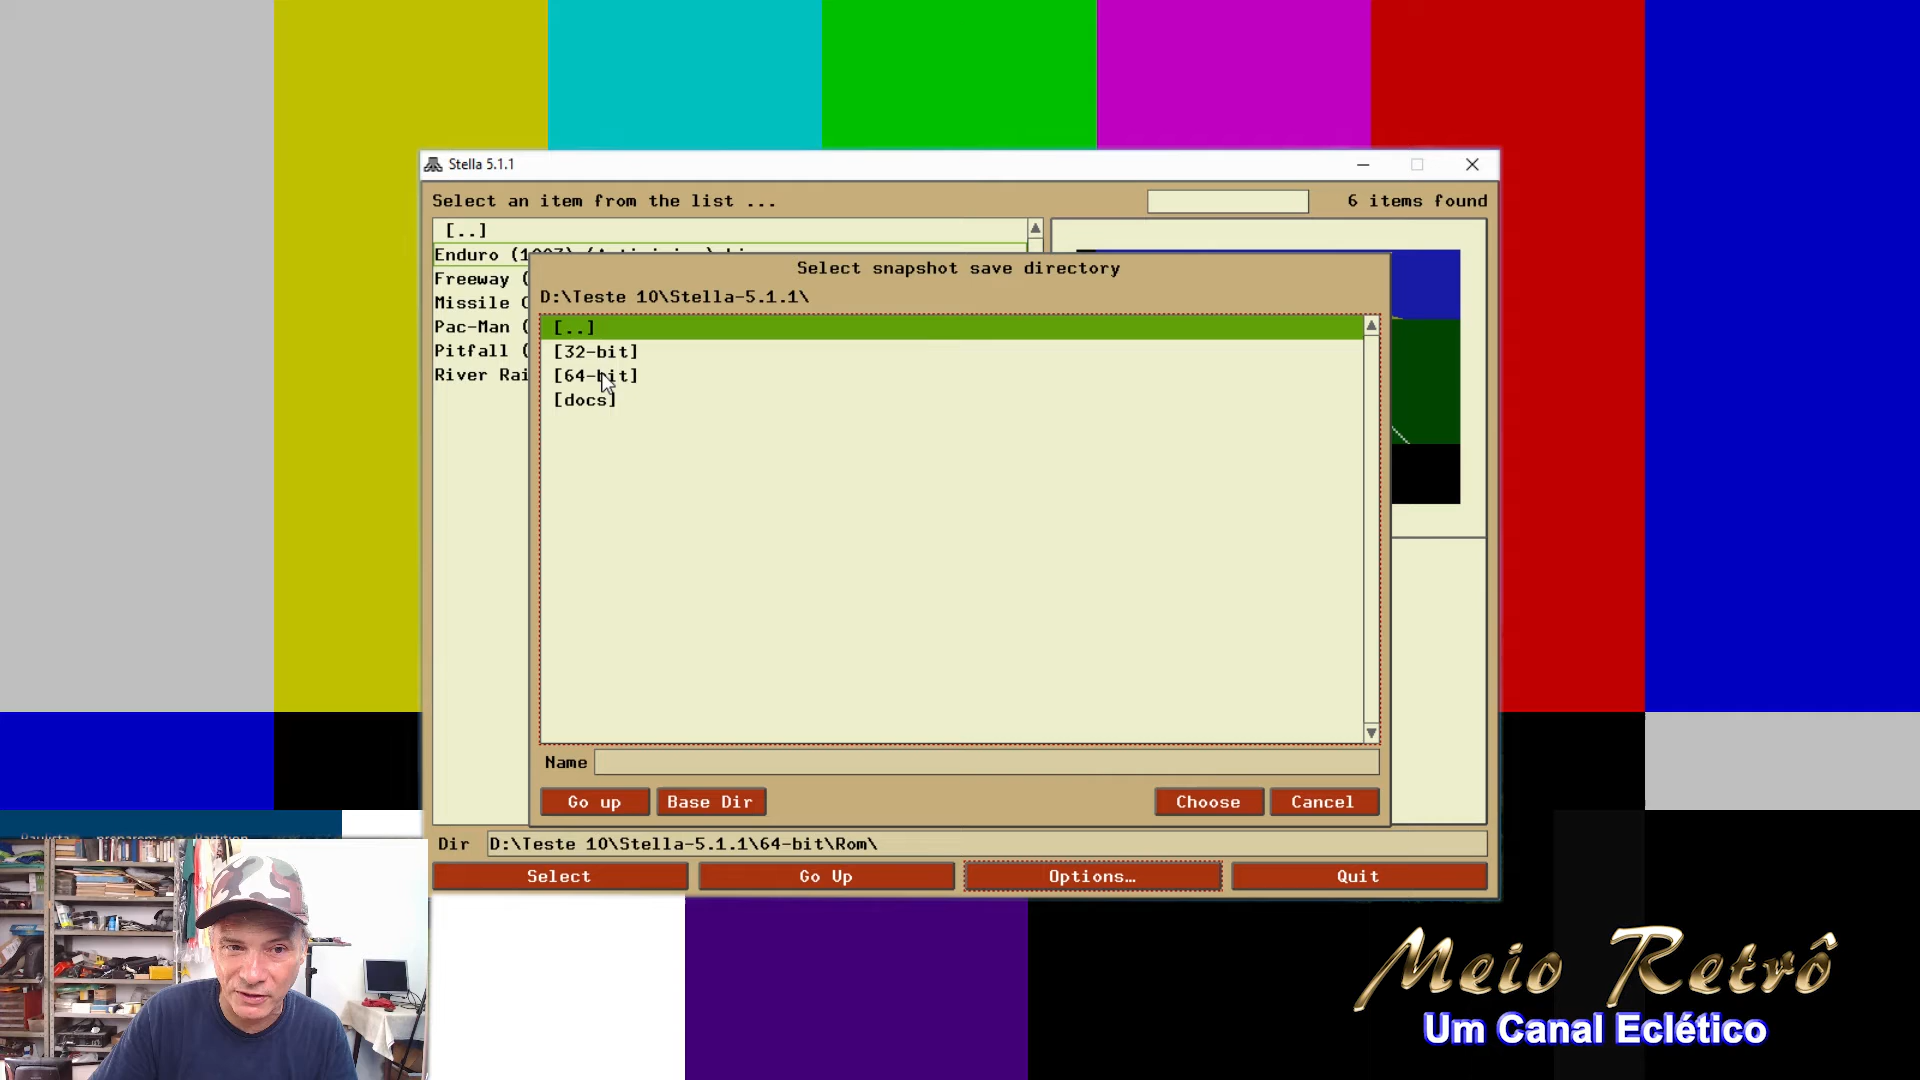 Stella 5.1.1
Select an item from the list ...
6 items found
[..]
Enduro (1983) (Activision).bin
Freeway (
Missile C
Pac-Man (
Pitfall (
River Rai
Select snapshot save directory
D:\Teste 10\Stella-5.1.1\
[..]
[32-bit]
[64-bit]
[docs]
Name
Go up
Base Dir
Choose
Cancel
Dir
D:\Teste 10\Stella-5.1.1\64-bit\Rom\
Select
Go Up
Options...
Quit
Meio Retrô
Um Canal Eclético